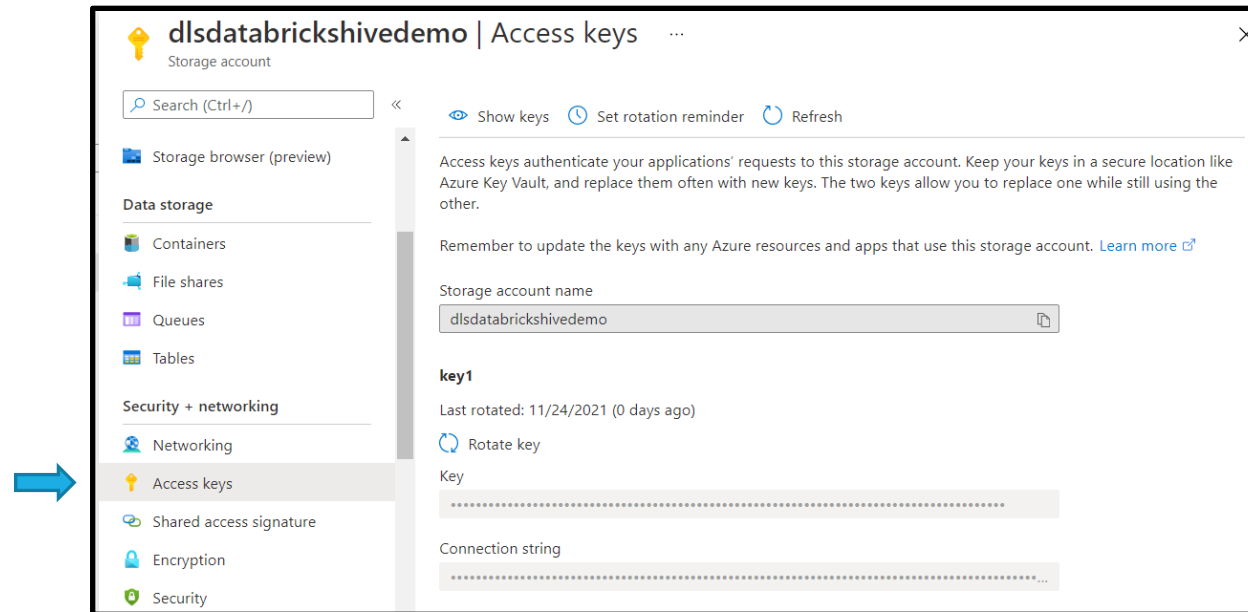 dlsdatabrickshivedemo | Access keys ...
Storage account
Search (Ctrl+/)
«
Storage browser (preview)
Data storage
Containers
File shares
Queues
Tables
Security + networking
Networking
Access keys
Shared access signature
Encryption
Security
Show keys Set rotation reminder Refresh
Access keys authenticate your applications' requests to this storage account. Keep your keys in a secure location like
Azure Key Vault, and replace them often with new keys. The two keys allow you to replace one while still using the
other.
Remember to update the keys with any Azure resources and apps that use this storage account. Learn more
Storage account name
dlsdatabrickshivedemo
key1
Last rotated: 11/24/2021 (0 days ago)
Rotate key
Key
Connection string